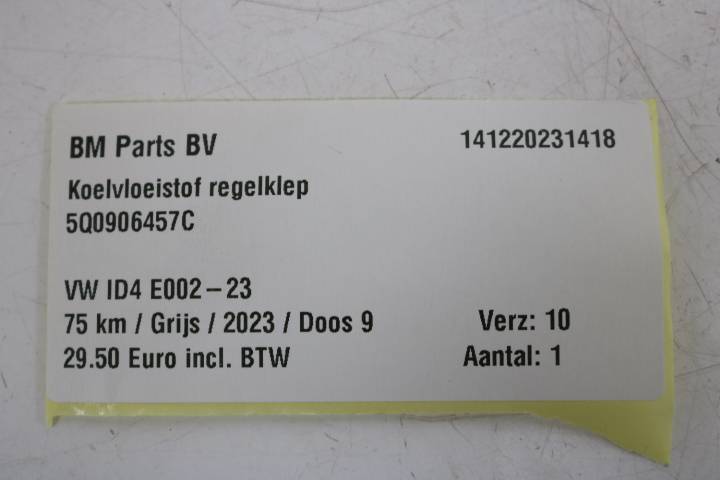 BM Parts BV 141220231418
Koelvloeistof regelklep
5Q0906457C
VW ID4 E002-23
75 km / Grijs / 2023 / Doos 9 Verz: 10
29.50 Euro incl. BTW Aantal: 1